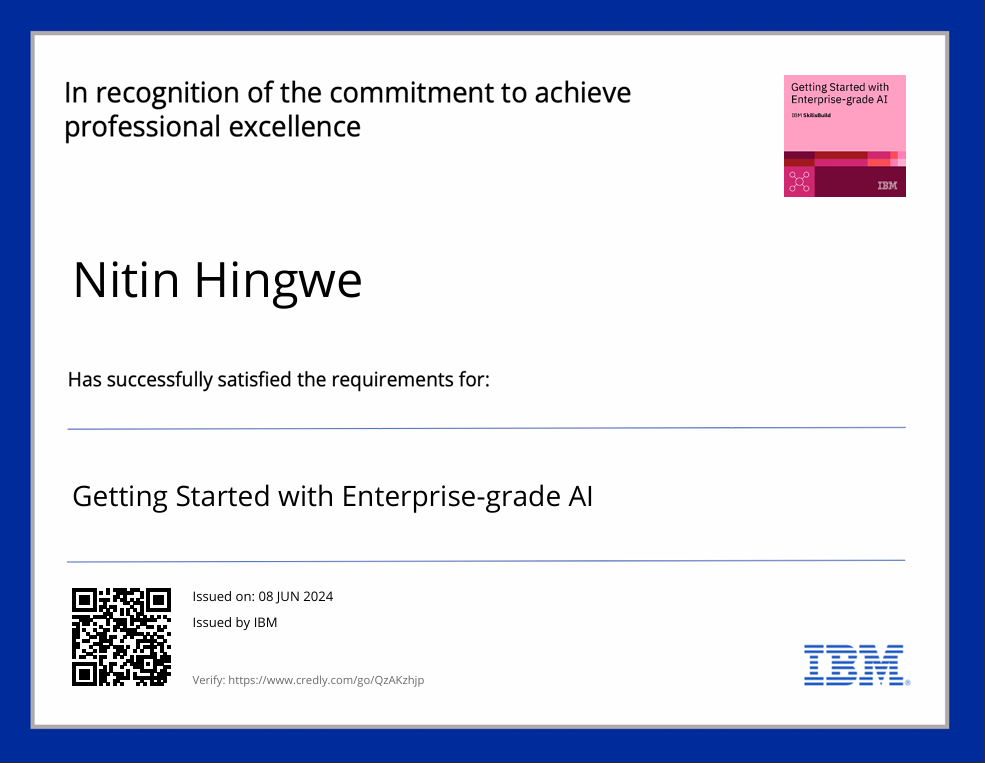 In recognition of the commitment to achieve
professional excellence
Getting Started with
Enterprise-grade AI
IBM SkillsBuild
IBM
Nitin Hingwe
Has successfully satisfied the requirements for:
Getting Started with Enterprise-grade AI
Issued on: 08 JUN 2024
Issued by IBM
Verify: https://www.credly.com/go/QzAKzhjp
IBM®